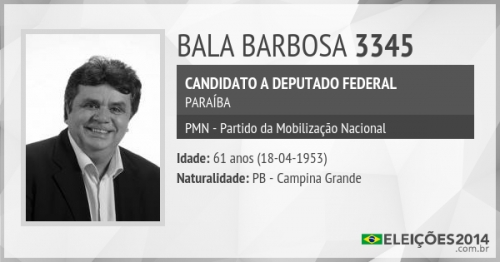 BALA BARBOSA 3345
CANDIDATO A DEPUTADO FEDERAL
PARAÍBA
PMN - Partido da Mobilização Nacional
Idade: 61 anos (18-04-1953)
Naturalidade: PB - Campina Grande
ELEIÇÕES2014
.com.br